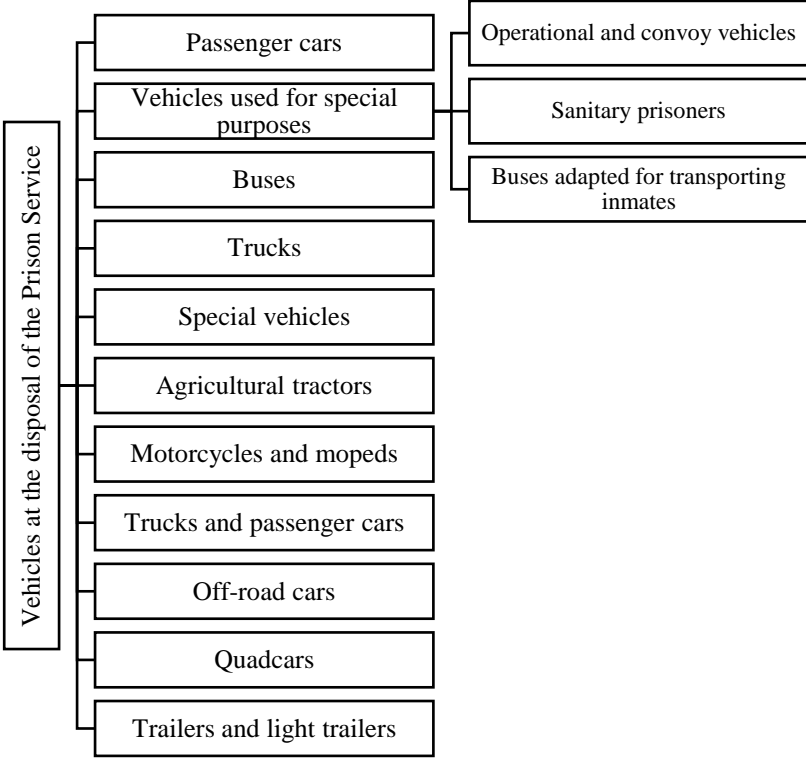 Vehicles at the disposal of the Prison Service
Passenger cars
Vehicles used for special
purposes
Buses
Trucks
Special vehicles
Agricultural tractors
Motorcycles and mopeds
Trucks and passenger cars
Off-road cars
Quadcars
Trailers and light trailers
Operational and convoy vehicles
Sanitary prisoners
Buses adapted for transporting
inmates